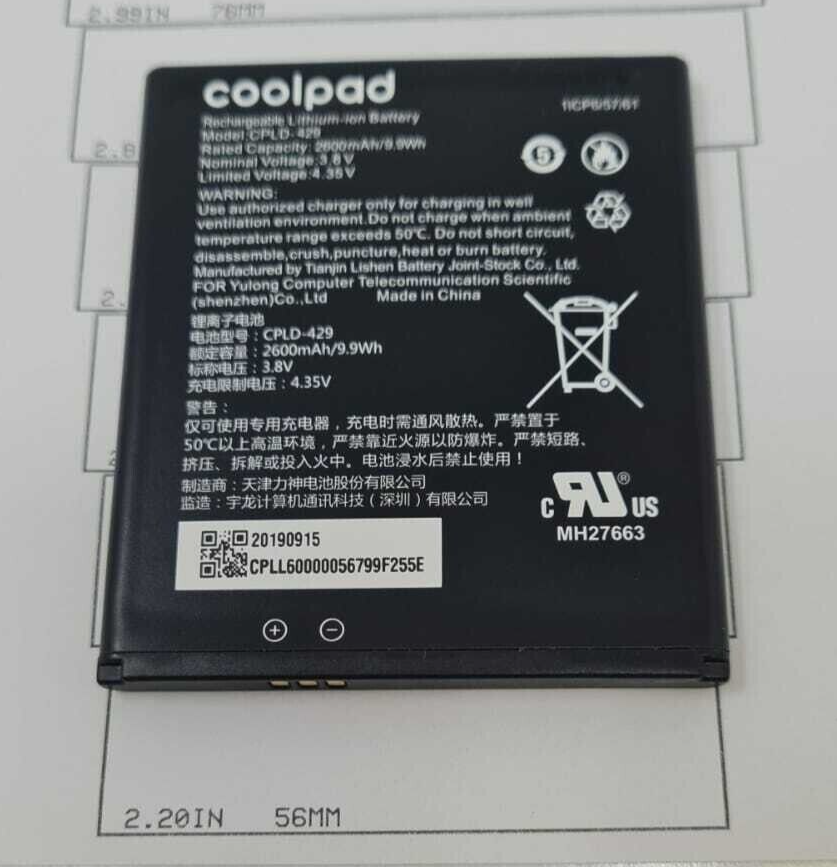 2.99IN 76MM
coolpad
Rechargeable Lithium-ion Battery
11CP6/57/61
Model: CPLD-429
Rated Capacity: 2600mAh/9.9Wh
Nominal Voltage: 3.8V
Limited Voltage: 4.35V
5
2.8
WARNING:
Use authorized charger only for charging in well
ventilation environment.Do not charge when ambient
temperature range exceeds 50℃. Do not short circuit,
disassemble,crush,puncture,heat or burn battery.
Manufactured by Tianjin Lishen Battery Joint-Stock Co., Ltd.
FOR Yulong Computer Telecommunication Scientific
(shenzhen)Co.,Ltd Made in China
2.
锂离子电池
电池型号：CPLD-429
额定容量：2600mAh/9.9Wh
标称电压：3.8V
充电限制电压：4.35V
警告：
仅可使用专用充电器，充电时需通风散热。严禁置于
50℃以上高温环境，严禁靠近火源以防爆炸。严禁短路、
挤压、拆解或投入火中。电池浸水后禁止使用！
制造商：天津力神电池股份有限公司
监造：宇龙计算机通讯科技（深圳）有限公司
c RU ® US
MH27663
20190915
CPLL60000056799F255E
+ −
2.20IN 56MM